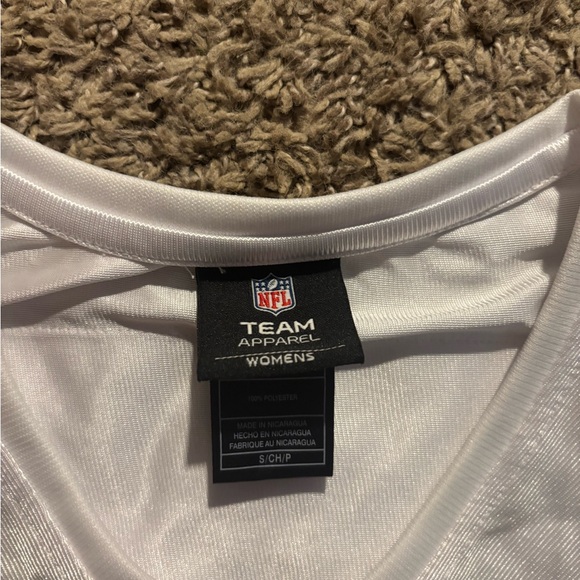 NFL
TEAM
APPAREL
WOMENS
100% POLYESTER
MADE IN NICARAGUA
HECHO EN NICARAGUA
FABRIQUE AU NICARAGUA
S/CH/P